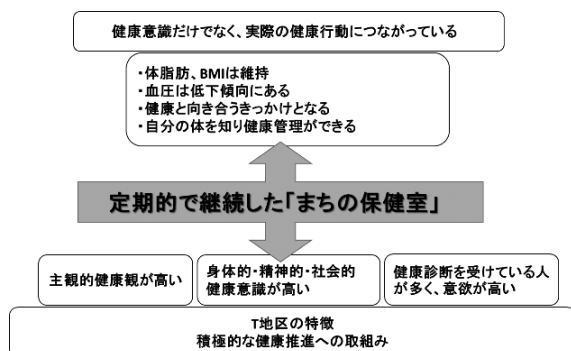 健康意識だけでなく、実際の健康行動につながっている
・体脂肪、BMIは維持
・血圧は低下傾向にある
・健康と向き合うきっかけとなる
・自分の体を知り健康管理ができる
定期的で継続した「まちの保健室」
主観的健康観が高い
身体的・精神的・社会的
健康意識が高い
健康診断を受けている人
が多く、意欲が高い
T地区の特徴
積極的な健康推進への取組み